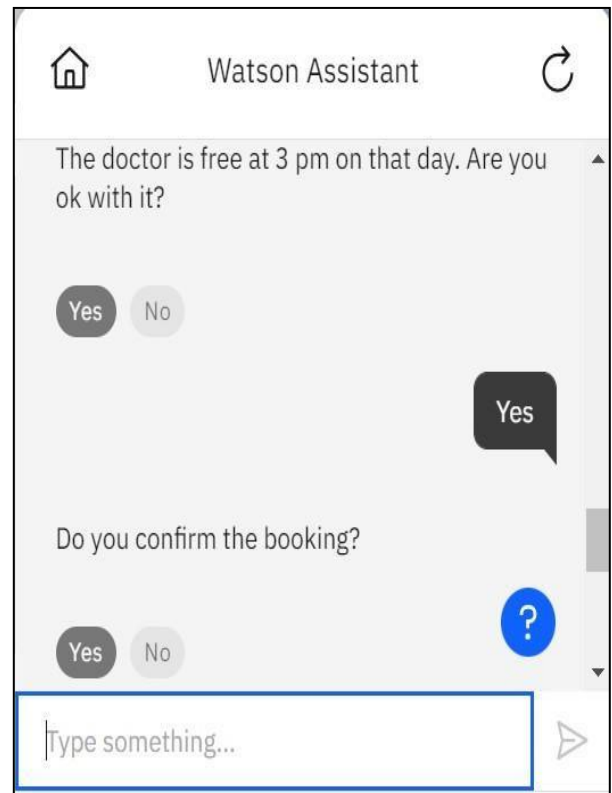 Watson Assistant
The doctor is free at 3 pm on that day. Are you
ok with it?
Yes No
Yes
Do you confirm the booking?
?
Yes No
Type something...